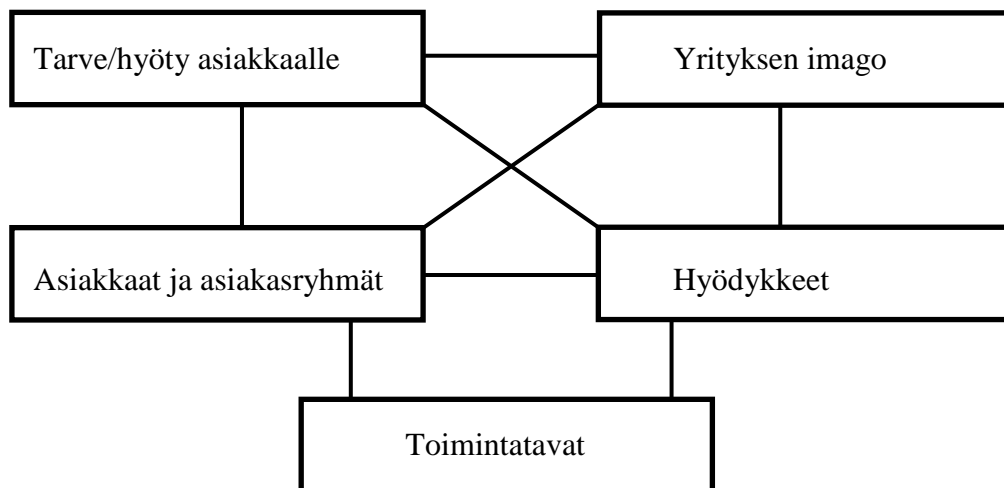 Tarve/hyöty asiakkaalle
Yrityksen imago
Asiakkaat ja asiakasryhmät
Hyödykkeet
Toimintatavat